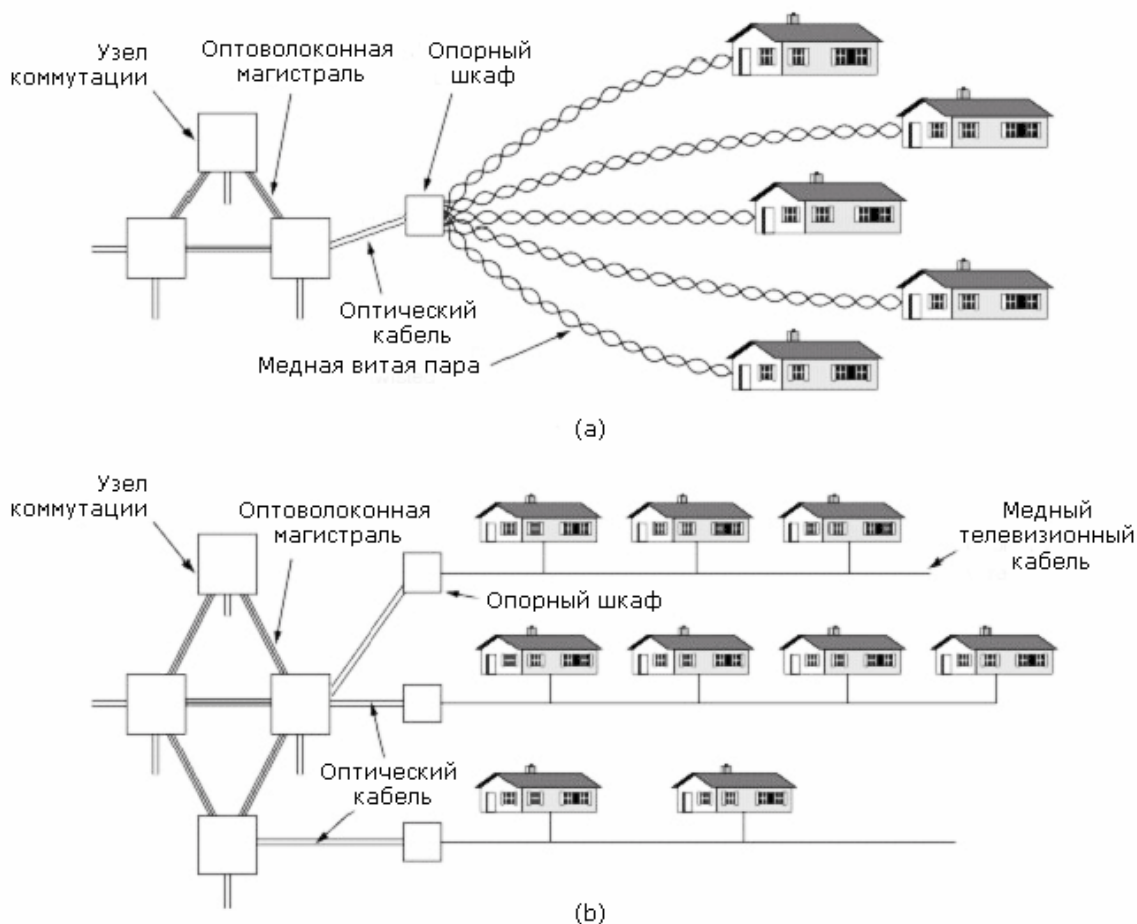 Узел
коммутации
Оптоволоконная
магистраль
Опорный
шкаф
Оптический
кабель
Медная витая пара
(a)
Узел
коммутации
Оптоволоконная
магистраль
Медный
телевизионный
кабель
Опорный шкаф
Оптический
кабель
(b)